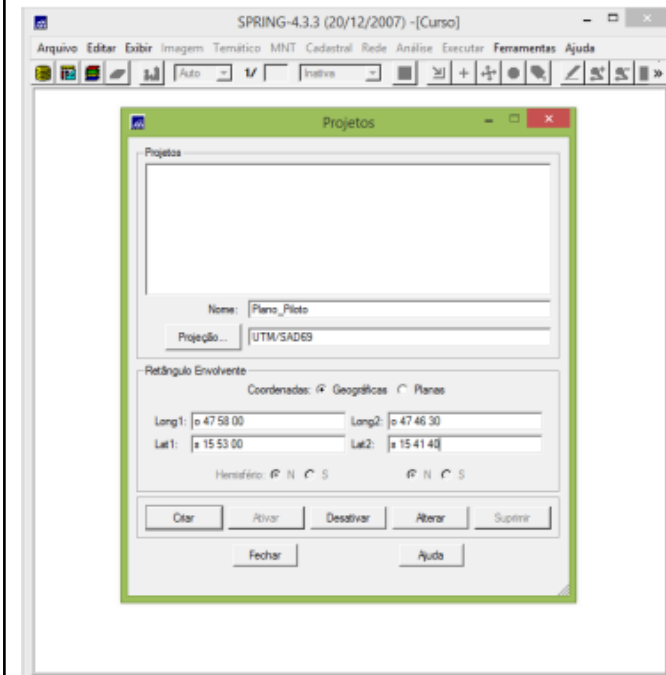 SPRING-4.3.3 (20/12/2007) -[Curso]
Arquivo Editar Exibir Imagem Temático MNT Cadastral Rede Análise Executar Ferramentas Ajuda
Auto 1/ Inativa »
Projetos
Projetos
Nome: Plano_Piloto
Projeção... UTM/SAD69
Retângulo Envolvente
Coordenadas: Geográficas Planas
Long1: o 47 58 00 Long2: o 47 46 30
Lat1: s 15 53 00 Lat2: s 15 41 40
Hemisfério: N S N S
Criar Ativar Desativar Alterar Suprimir
Fechar Ajuda